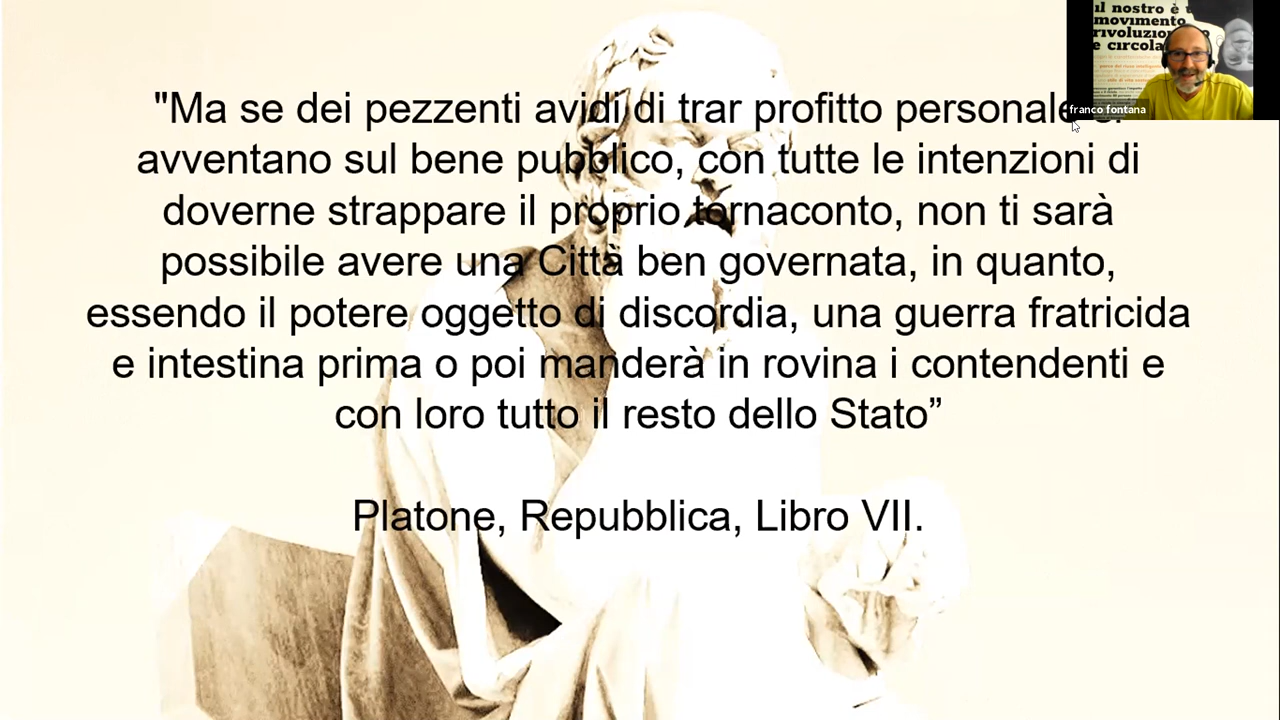 "Ma se dei pezzenti avidi di trar profitto personale
avventano sul bene pubblico, con tutte le intenzioni di
doverne strappare il proprio tornaconto, non ti sarà
possibile avere una Città ben governata, in quanto,
essendo il potere oggetto di discordia, una guerra fratricida
e intestina prima o poi manderà in rovina i contendenti e
con loro tutto il resto dello Stato”
Platone, Repubblica, Libro VII.
il nostro è
movimento
e
franco fontana